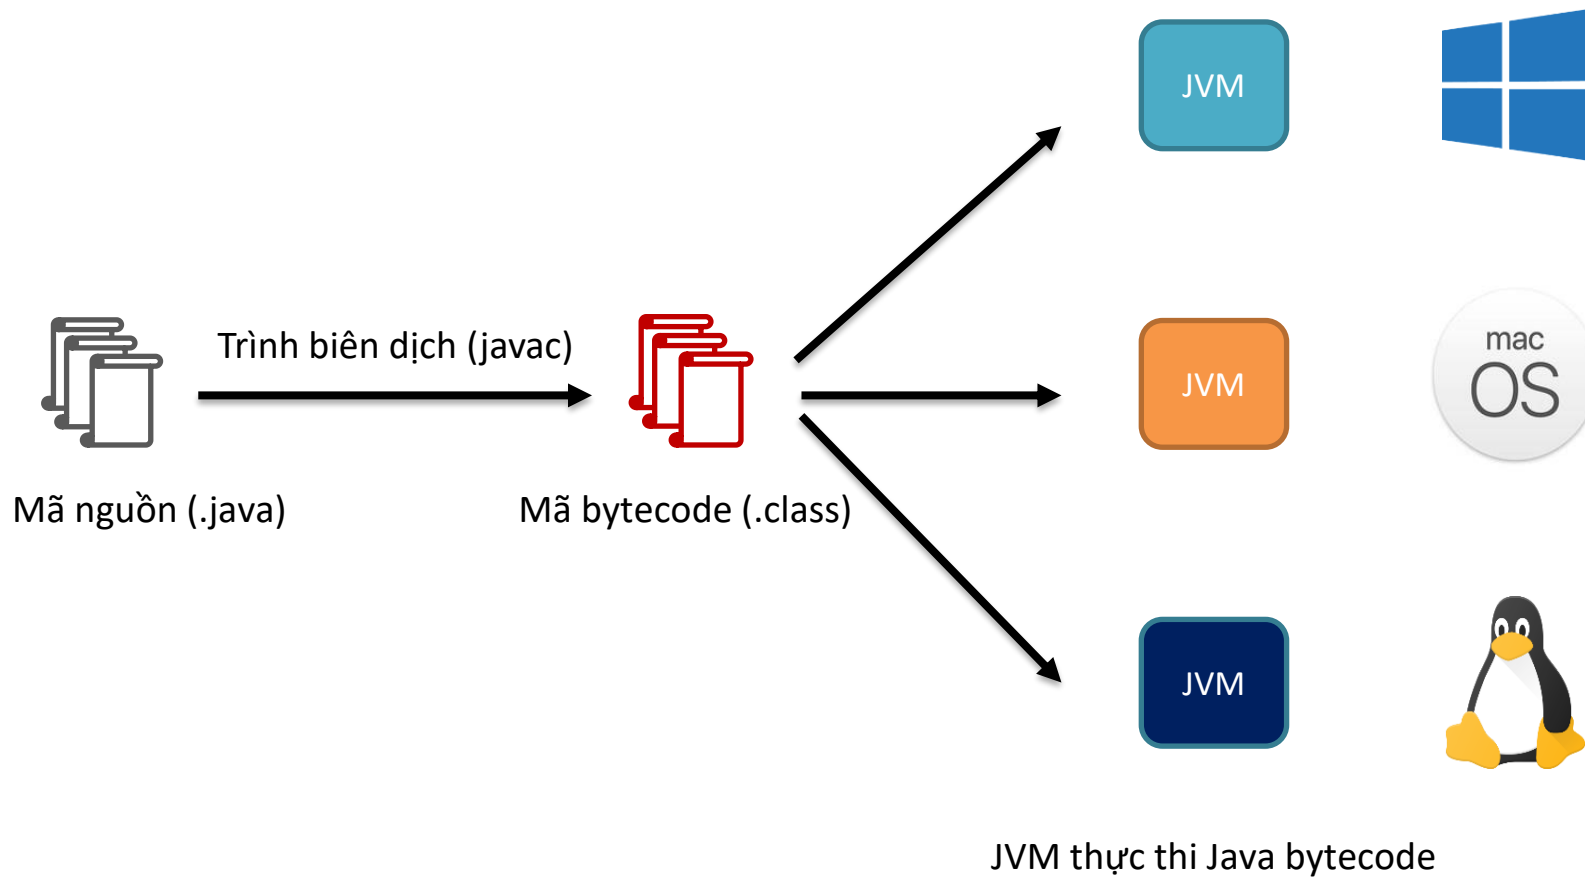 JVM
Trình biên dịch (javac)
JVM
mac
OS
Mã nguồn (.java)
Mã bytecode (.class)
JVM
JVM thực thi Java bytecode